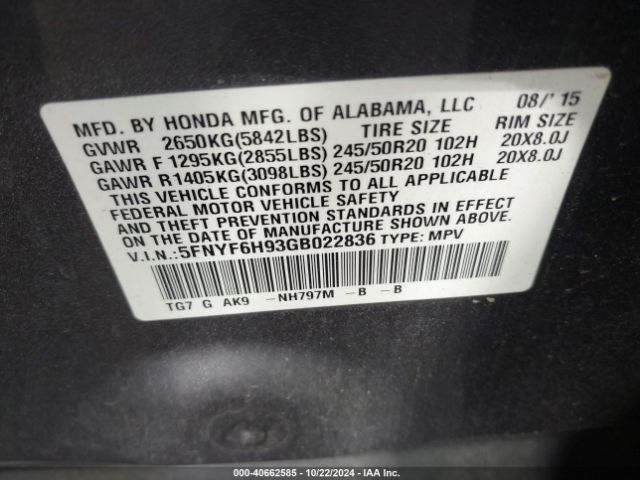 MFD. BY HONDA MFG. OF ALABAMA, LLC 08/'15
GVWR 2650KG(5842LBS) TIRE SIZE RIM SIZE
GAWR F 1295KG(2855LBS) 245/50R20 102H 20X8.0J
GAWR R1405KG(3098LBS) 245/50R20 102H 20X8.0J
THIS VEHICLE CONFORMS TO ALL APPLICABLE
FEDERAL MOTOR VEHICLE SAFETY
AND THEFT PREVENTION STANDARDS IN EFFECT
ON THE DATE OF MANUFACTURE SHOWN ABOVE.
V.I.N.:5FNYF6H93GB022836 TYPE: MPV
TG7 G AK9 -NH797M -B -B
000-40662585 | 10/22/2024 | IAA Inc.